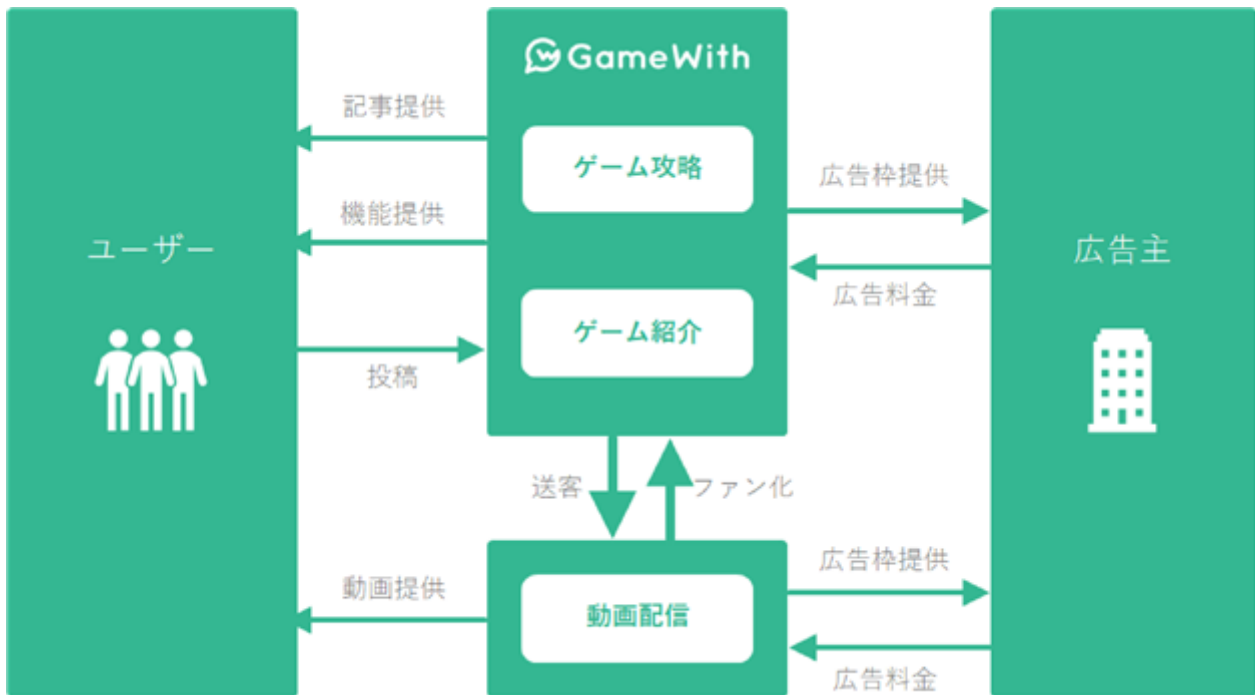 GameWith
記事提供
ゲーム攻略
広告枠提供
機能提供
ユーザー
広告主
広告料金
ゲーム紹介
投稿
送客
ファン化
広告枠提供
動画提供
動画配信
広告料金